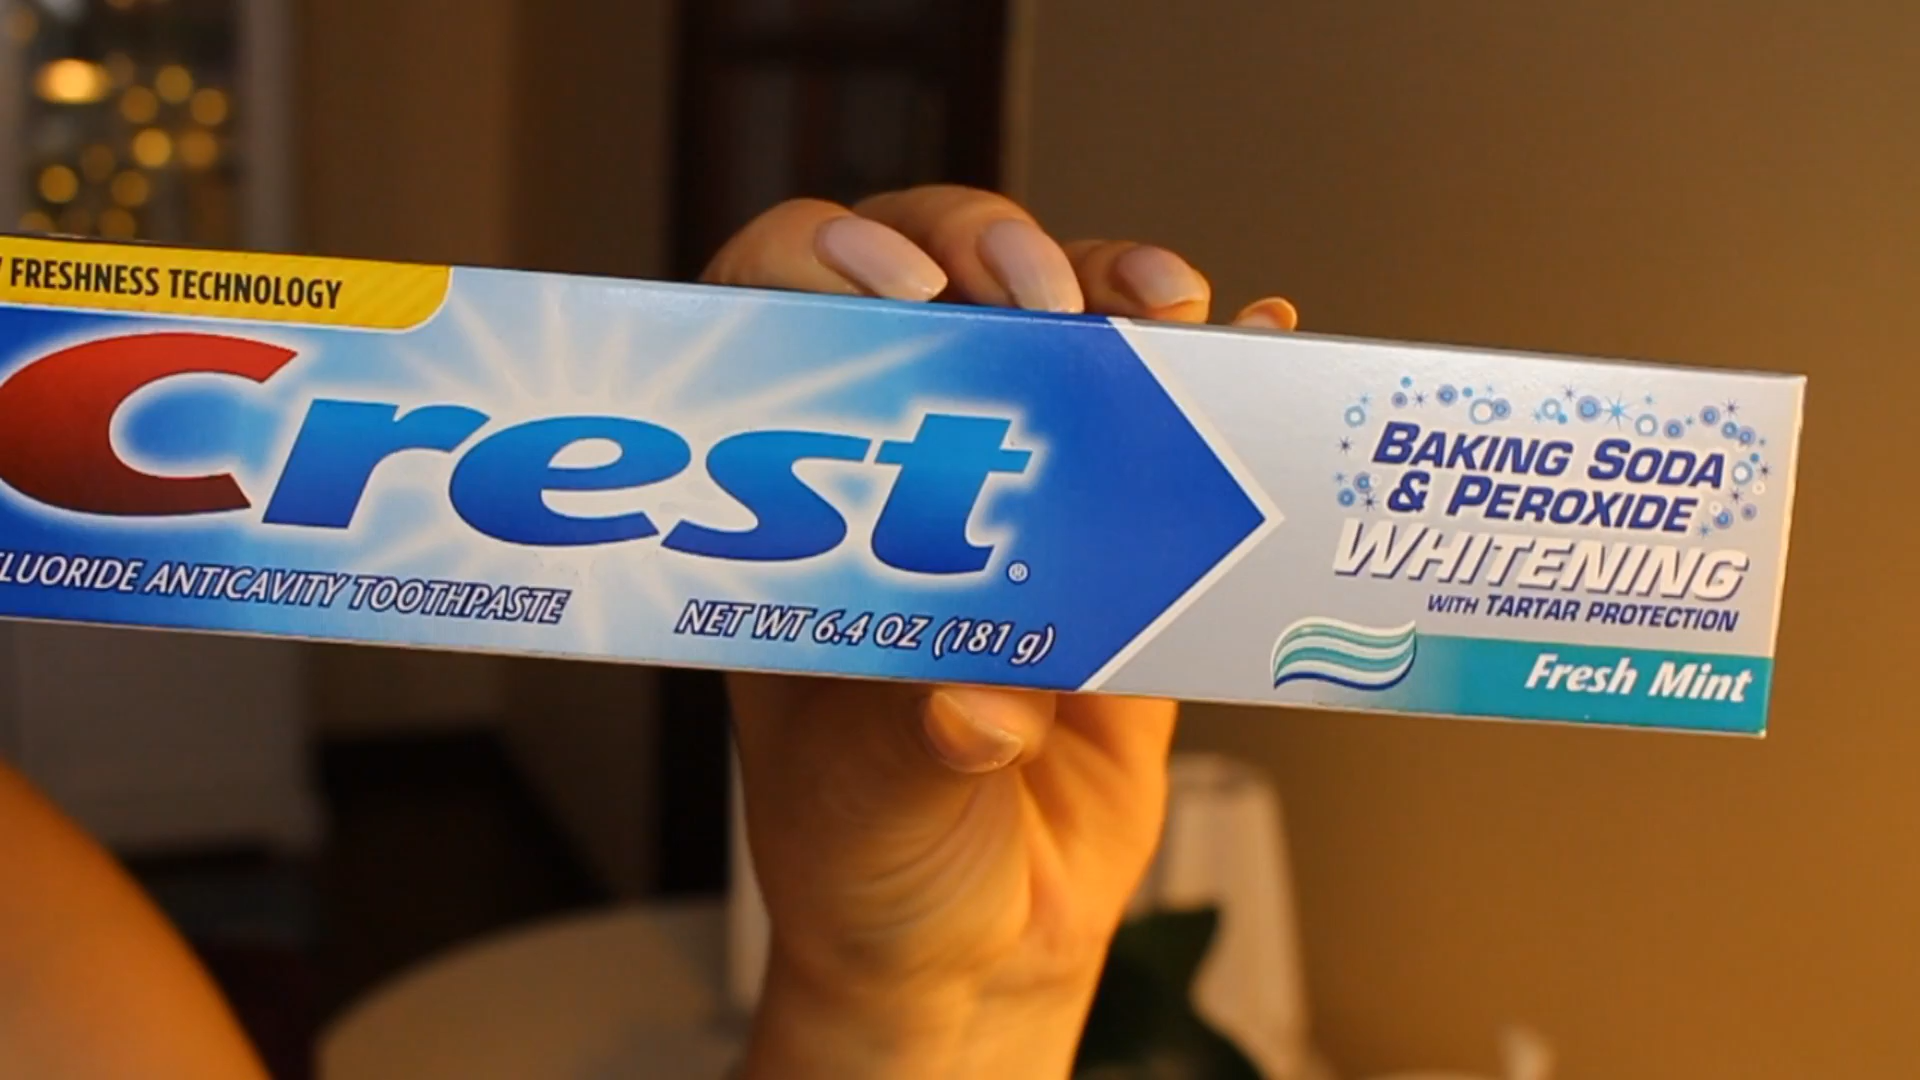 FRESHNESS TECHNOLOGY
Crest®
FLUORIDE ANTICAVITY TOOTHPASTE
NET WT 6.4 OZ (181 g)
BAKING SODA
& PEROXIDE
WHITENING
WITH TARTAR PROTECTION
Fresh Mint